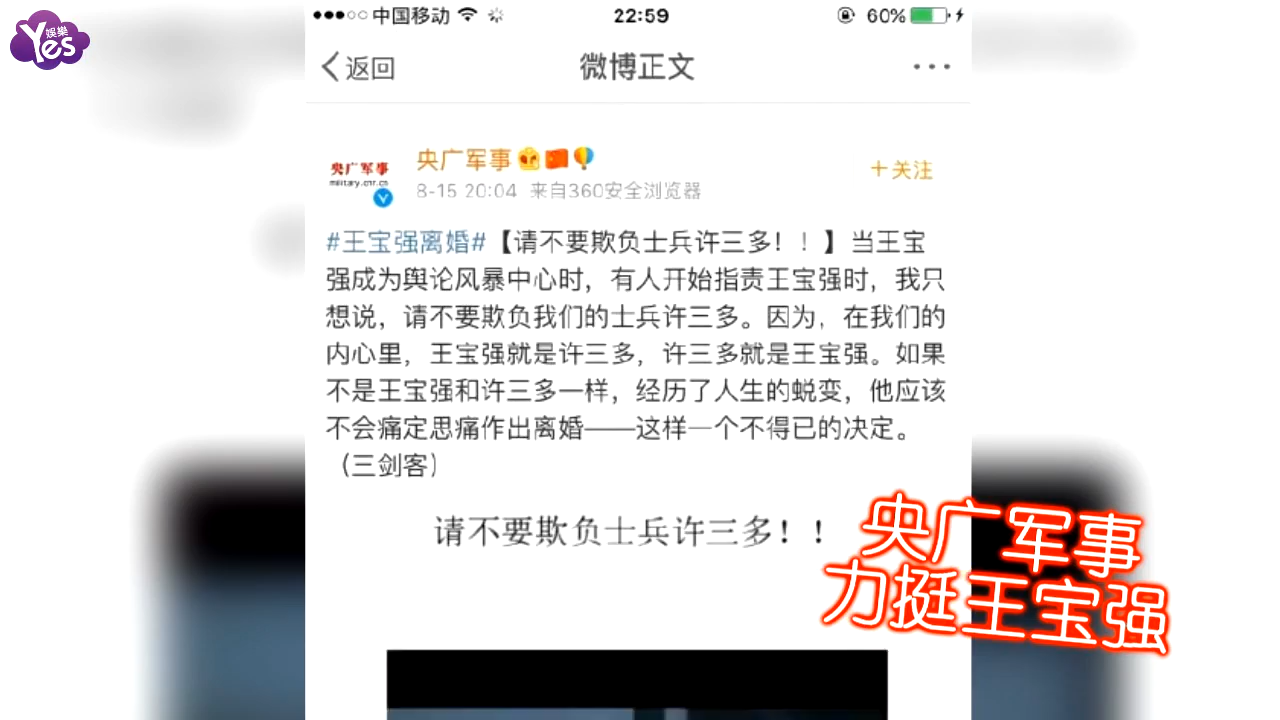 Yes娱樂
中国移动 22:59 60%
返回 微博正文 ...
央广军事
military.cnr.cn
央广军事
+关注
8-15 20:04 来自360安全浏览器
#王宝强离婚#【请不要欺负士兵许三多！！】当王宝
强成为舆论风暴中心时，有人开始指责王宝强时，我只
想说，请不要欺负我们的士兵许三多。因为，在我们的
内心里，王宝强就是许三多，许三多就是王宝强。如果
不是王宝强和许三多一样，经历了人生的蜕变，他应该
不会痛定思痛作出离婚——这样一个不得已的决定。
（三剑客）
请不要欺负士兵许三多！！
央广军事
力挺王宝强